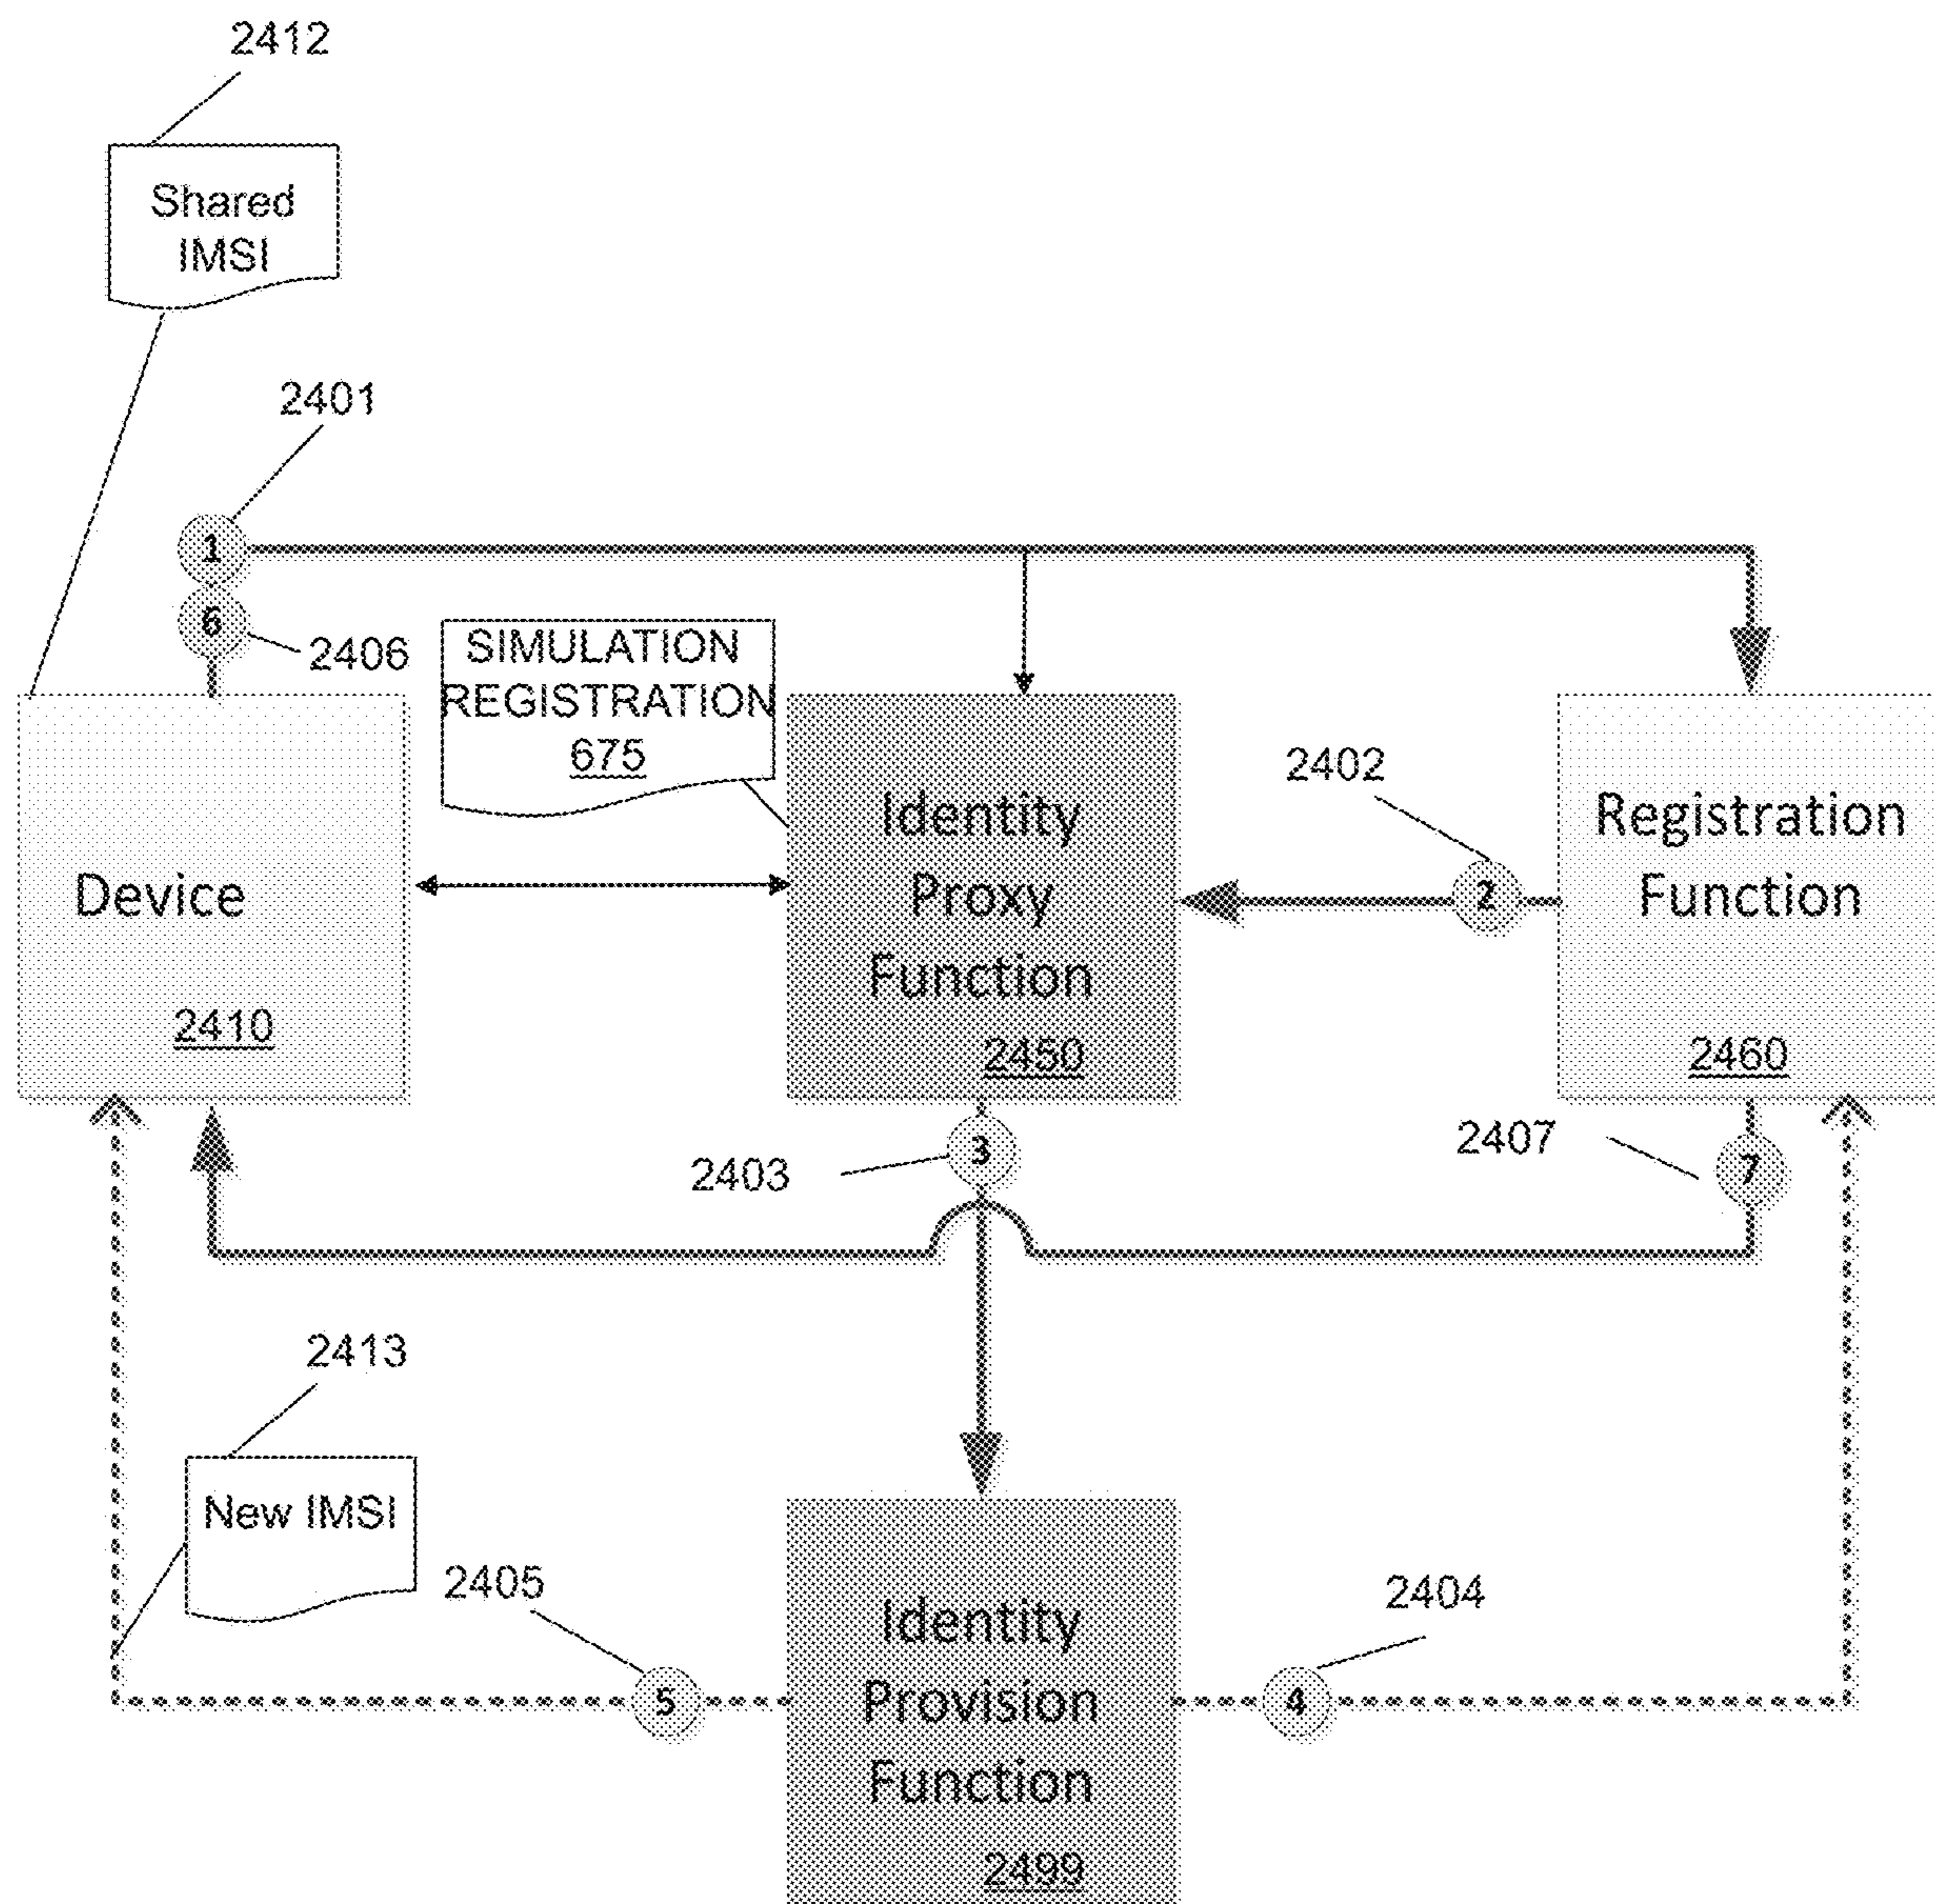 2412
Shared
IMSI
2401
1
6
2406
SIMULATION
REGISTRATION
675
2402
2
Device
2410
Identity
Proxy
Function
2450
Registration
Function
2460
3
2403
2407
7
2413
New IMSI
2405
5
2404
4
Identity
Provision
Function
2499